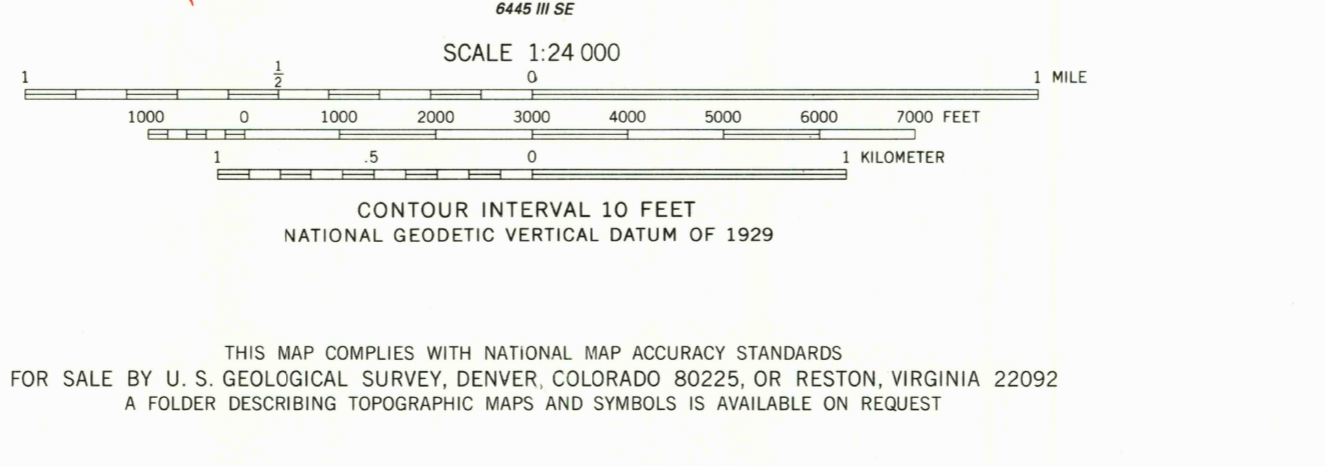 6445 III SE
SCALE 1:24 000
1 1/2 0 1 MILE
1000 0 1000 2000 3000 4000 5000 6000 7000 FEET
1 .5 0 1 KILOMETER
CONTOUR INTERVAL 10 FEET
NATIONAL GEODETIC VERTICAL DATUM OF 1929
THIS MAP COMPLIES WITH NATIONAL MAP ACCURACY STANDARDS
FOR SALE BY U. S. GEOLOGICAL SURVEY, DENVER, COLORADO 80225, OR RESTON, VIRGINIA 22092
A FOLDER DESCRIBING TOPOGRAPHIC MAPS AND SYMBOLS IS AVAILABLE ON REQUEST